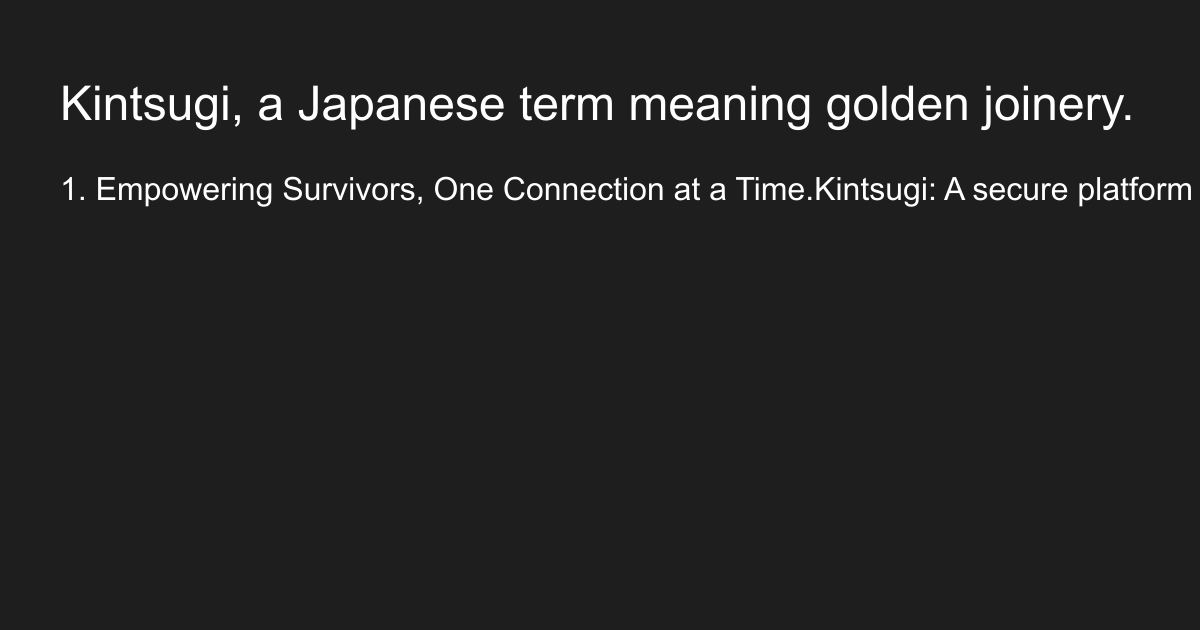 Kintsugi, a Japanese term meaning golden joinery.
1. Empowering Survivors, One Connection at a Time.Kintsugi: A secure platform